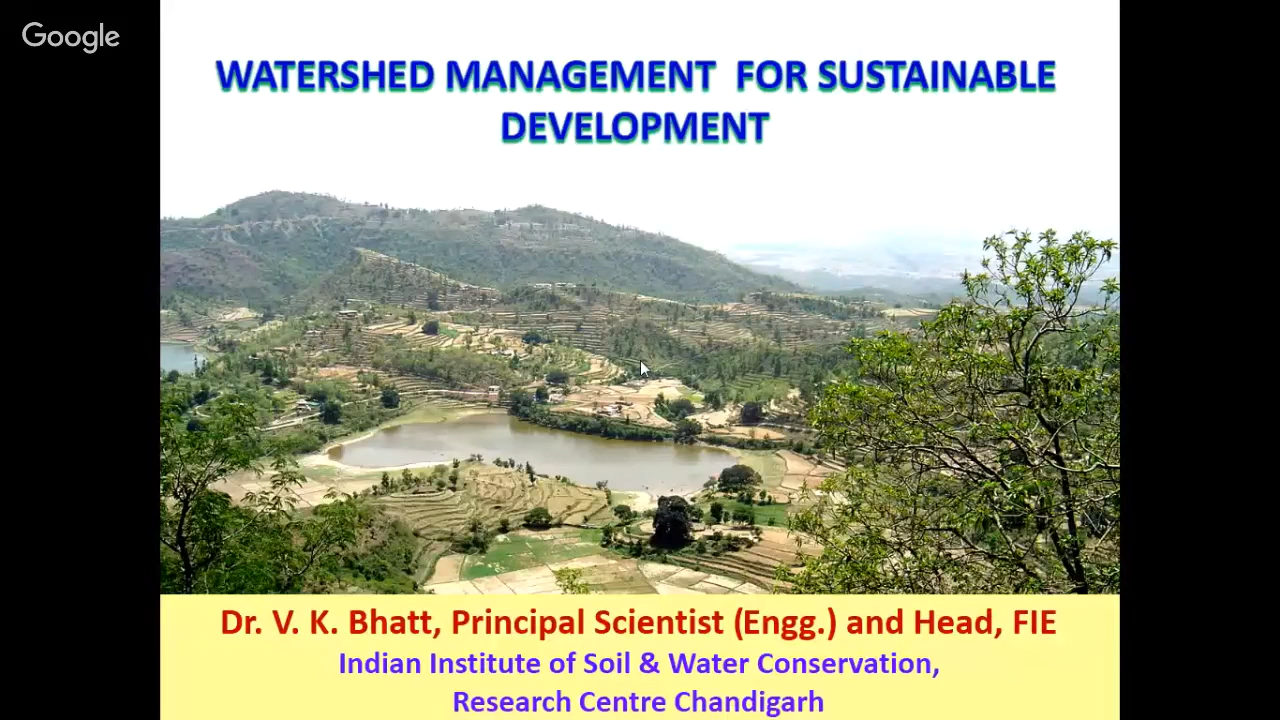 Google
WATERSHED MANAGEMENT FOR SUSTAINABLE
DEVELOPMENT
Dr. V. K. Bhatt, Principal Scientist (Engg.) and Head, FIE
Indian Institute of Soil & Water Conservation,
Research Centre Chandigarh